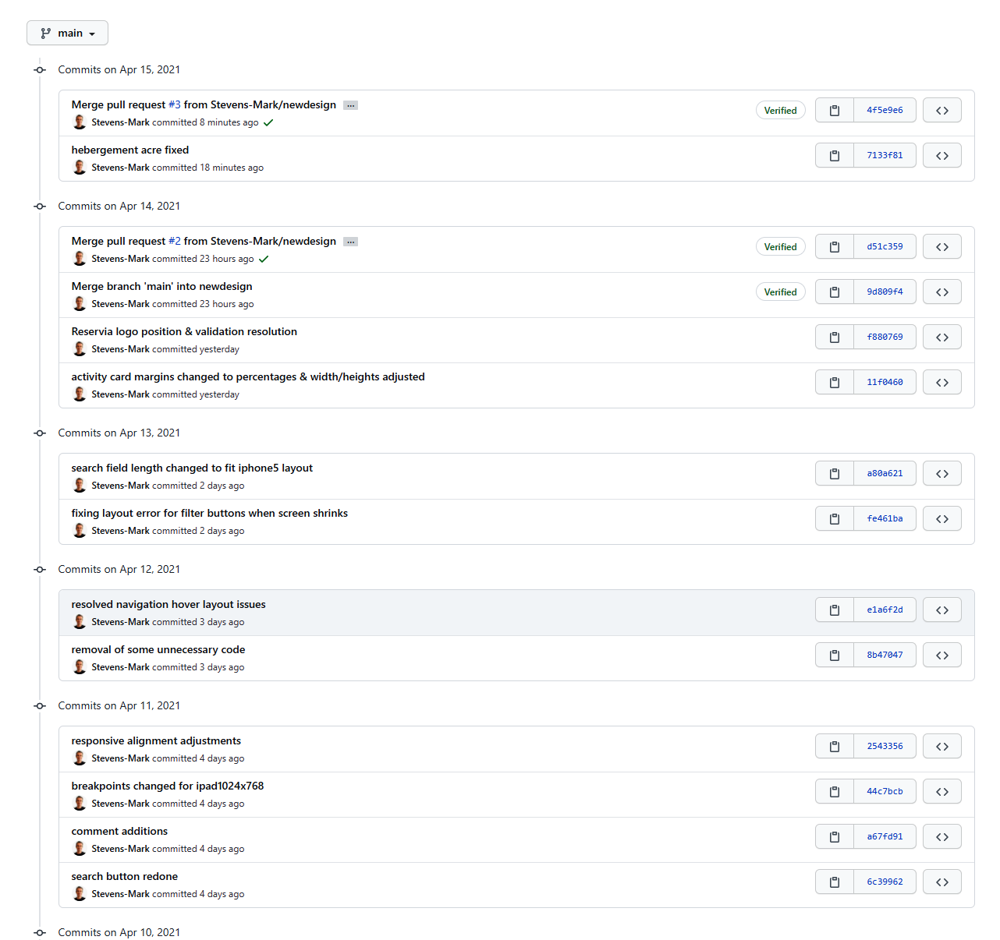 main
Commits on Apr 15, 2021
Merge pull request #3 from Stevens-Mark/newdesign ...
Verified
4f5e9e6
Stevens-Mark committed 8 minutes ago
hebergement acre fixed
7133f81
Stevens-Mark committed 18 minutes ago
Commits on Apr 14, 2021
Merge pull request #2 from Stevens-Mark/newdesign ...
Verified
d51c359
Stevens-Mark committed 23 hours ago
Merge branch 'main' into newdesign
Verified
9d809f4
Stevens-Mark committed 23 hours ago
Reservia logo position & validation resolution
f880769
Stevens-Mark committed yesterday
activity card margins changed to percentages & width/heights adjusted
11f0460
Stevens-Mark committed yesterday
Commits on Apr 13, 2021
search field length changed to fit iphone5 layout
a80a621
Stevens-Mark committed 2 days ago
fixing layout error for filter buttons when screen shrinks
fe461ba
Stevens-Mark committed 2 days ago
Commits on Apr 12, 2021
resolved navigation hover layout issues
e1a6f2d
Stevens-Mark committed 3 days ago
removal of some unnecessary code
8b47047
Stevens-Mark committed 3 days ago
Commits on Apr 11, 2021
responsive alignment adjustments
2543356
Stevens-Mark committed 4 days ago
breakpoints changed for ipad1024x768
44c7bcb
Stevens-Mark committed 4 days ago
comment additions
a67fd91
Stevens-Mark committed 4 days ago
search button redone
6c39962
Stevens-Mark committed 4 days ago
Commits on Apr 10, 2021